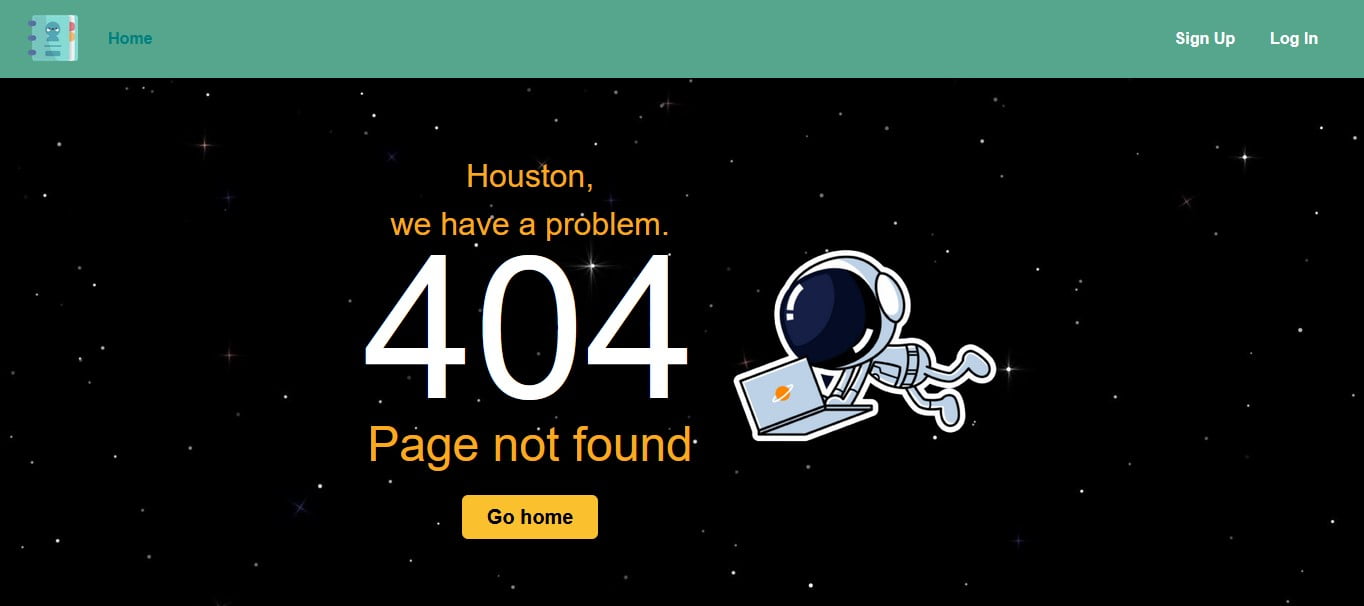 Home
Sign Up
Log In
Houston,
we have a problem.
404
Page not found
Go home